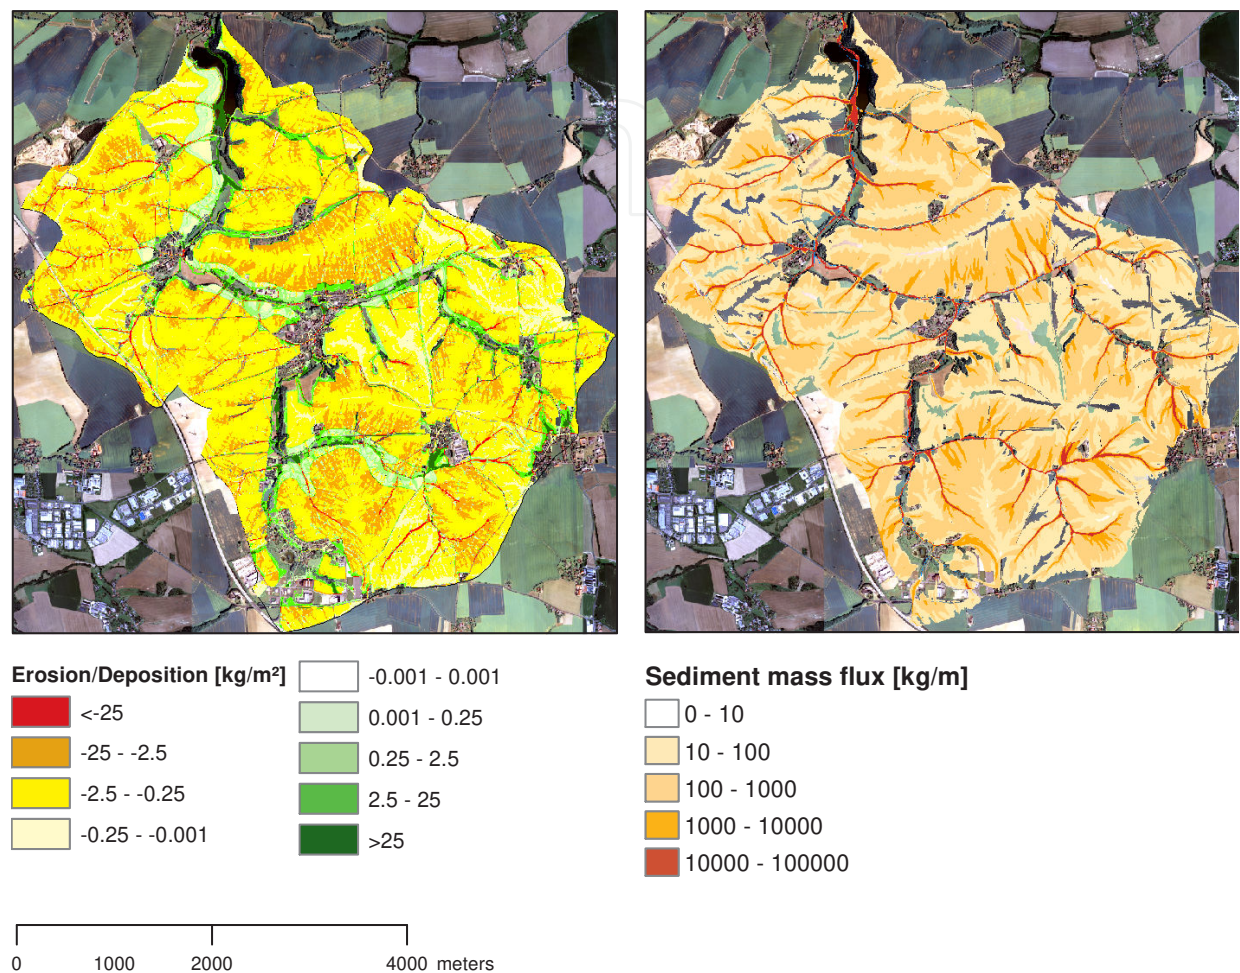 Erosion/Deposition [kg/m²]
<-25
-25 - -2.5
-2.5 - -0.25
-0.25 - -0.001
-0.001 - 0.001
0.001 - 0.25
0.25 - 2.5
2.5 - 25
>25
Sediment mass flux [kg/m]
0 - 10
10 - 100
100 - 1000
1000 - 10000
10000 - 100000
0 1000 2000 4000 meters